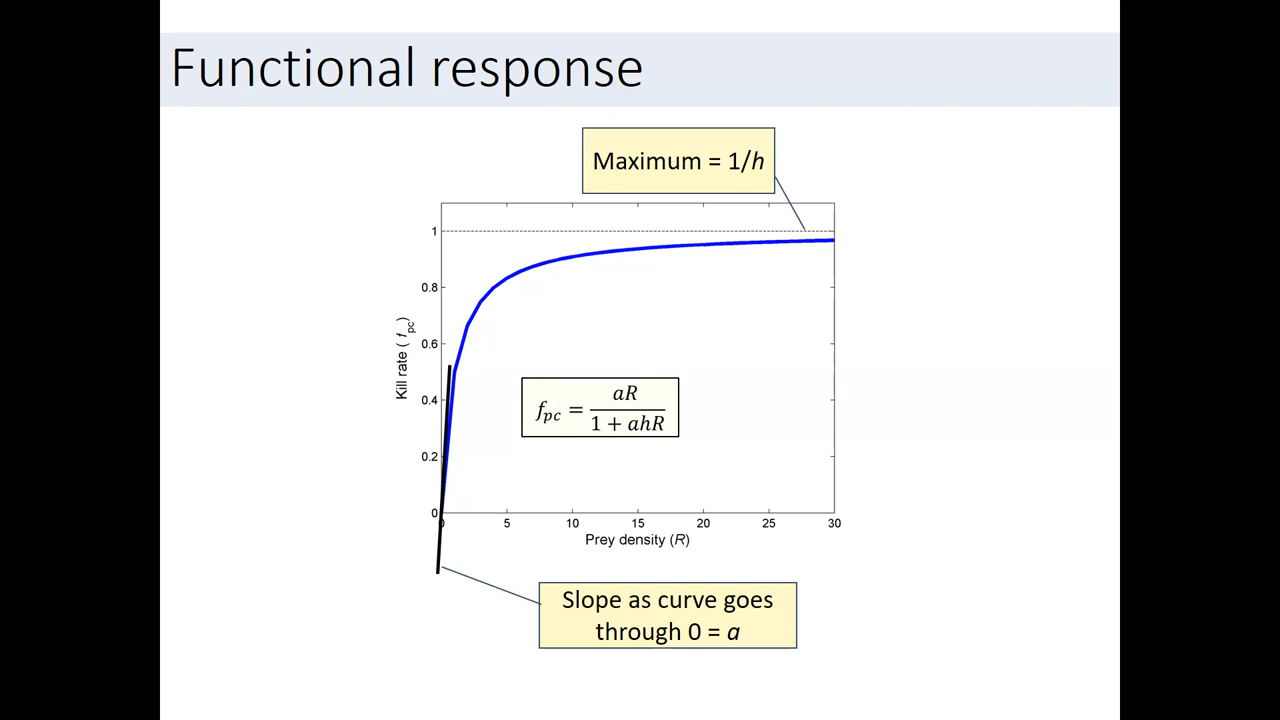 Functional response
Maximum = 1/h
1
0.8
0.6
0.4
0.2
0
Kill rate ( f_pc)
f_pc = aR / (1 + ahR)
0 5 10 15 20 25 30
Prey density (R)
Slope as curve goes
through 0 = a